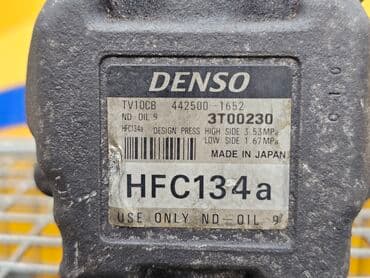 DENSO
TV10CB 442500-1652
ND-OIL 9 3T00230
HFC134a DESIGN PRESS HIGH SIDE 3.53MPa
LOW SIDE 1.67MPa
MADE IN JAPAN
HFC134a
USE ONLY ND-OIL 9